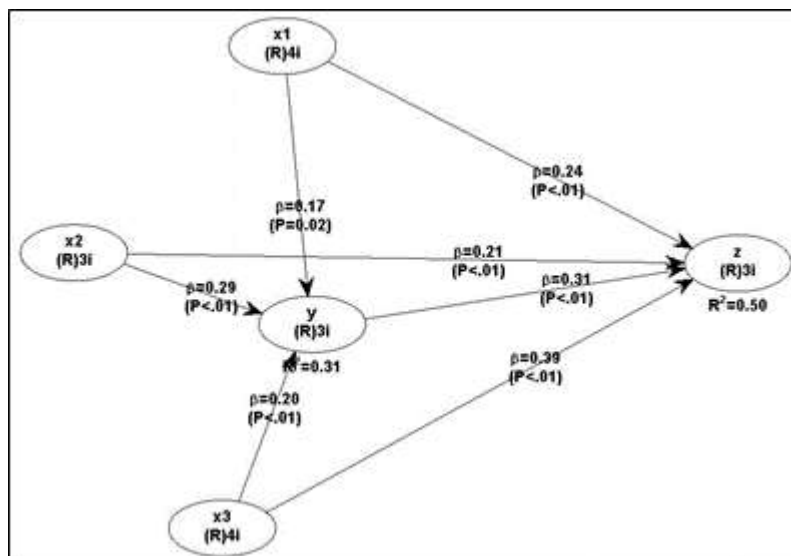 x1
(R)4i
β=0.24
(P<.01)
β=0.17
(P=0.02)
x2
(R)3i
β=0.21
(P<.01)
z
(R)3i
R²=0.50
β=0.29
(P<.01)
β=0.31
(P<.01)
y
(R)3i
R²=0.31
β=0.39
(P<.01)
β=0.20
(P<.01)
x3
(R)4i